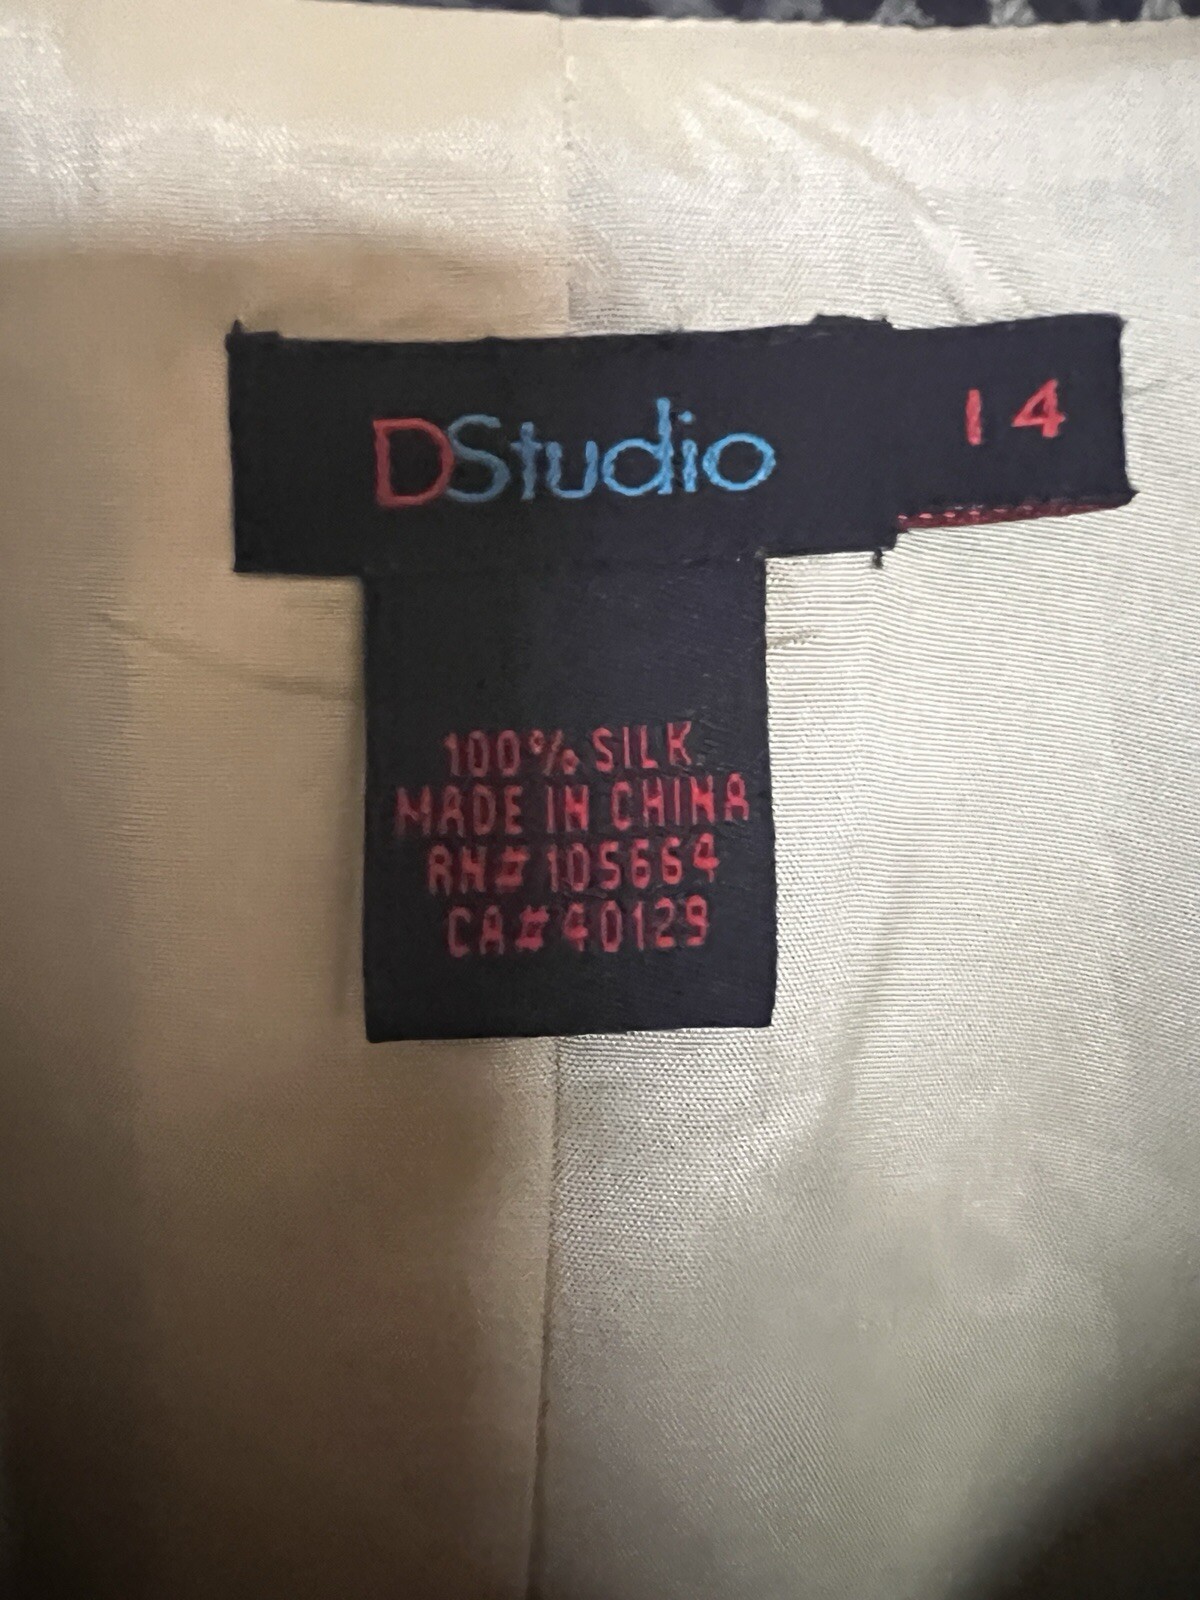 DStudio
14
100% SILK
MADE IN CHINA
RN# 105664
CA# 40129